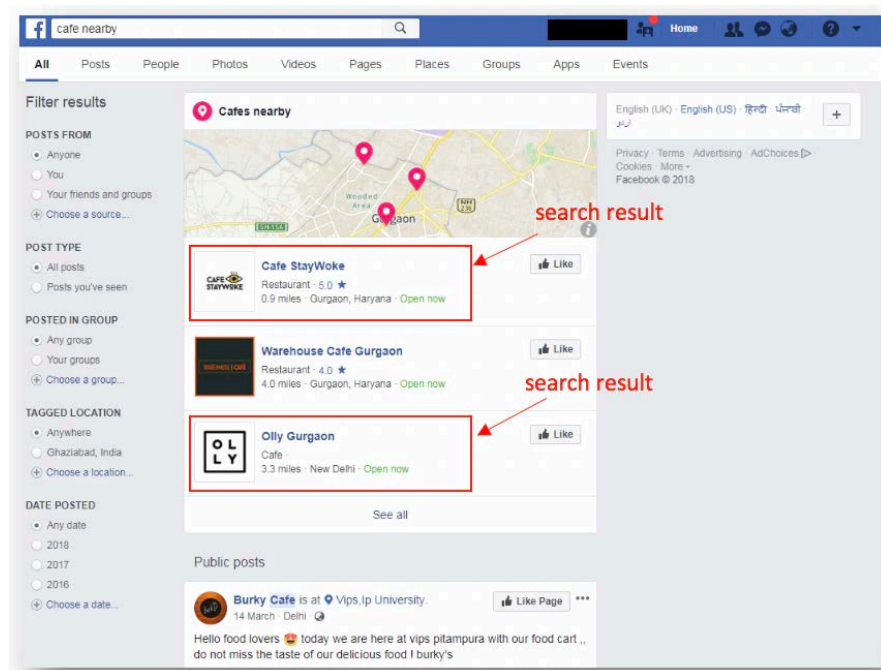 cafe nearby
Home
All Posts People Photos Videos Pages Places Groups Apps Events
Filter results
POSTS FROM
Anyone
You
Your friends and groups
Choose a source...
POST TYPE
All posts
Posts you've seen
POSTED IN GROUP
Any group
Your groups
Choose a group...
TAGGED LOCATION
Anywhere
Ghaziabad, India
Choose a location...
DATE POSTED
Any date
2018
2017
2016
Choose a date...
Cafes nearby
Wooded
Area
NH
236
Gurgaon
search result
CAFE
STAYWOKE
Cafe StayWoke
Restaurant · 5.0 ★
0.9 miles · Gurgaon, Haryana · Open now
Like
Warehouse Cafe Gurgaon
Restaurant · 4.0 ★
4.0 miles · Gurgaon, Haryana · Open now
Like
search result
OL
LY
Olly Gurgaon
Cafe ·
3.3 miles · New Delhi · Open now
Like
See all
Public posts
Burky Cafe is at Vips,Ip University.
14 March · Delhi ·
Like Page
Hello food lovers 😍 today we are here at vips pitampura with our food cart ,,
do not miss the taste of our delicious food ! burky's
English (UK) · English (US) · हिन्दी · ਪੰਜਾਬੀ
اردو
Privacy · Terms · Advertising · AdChoices ·
Cookies · More
Facebook © 2018